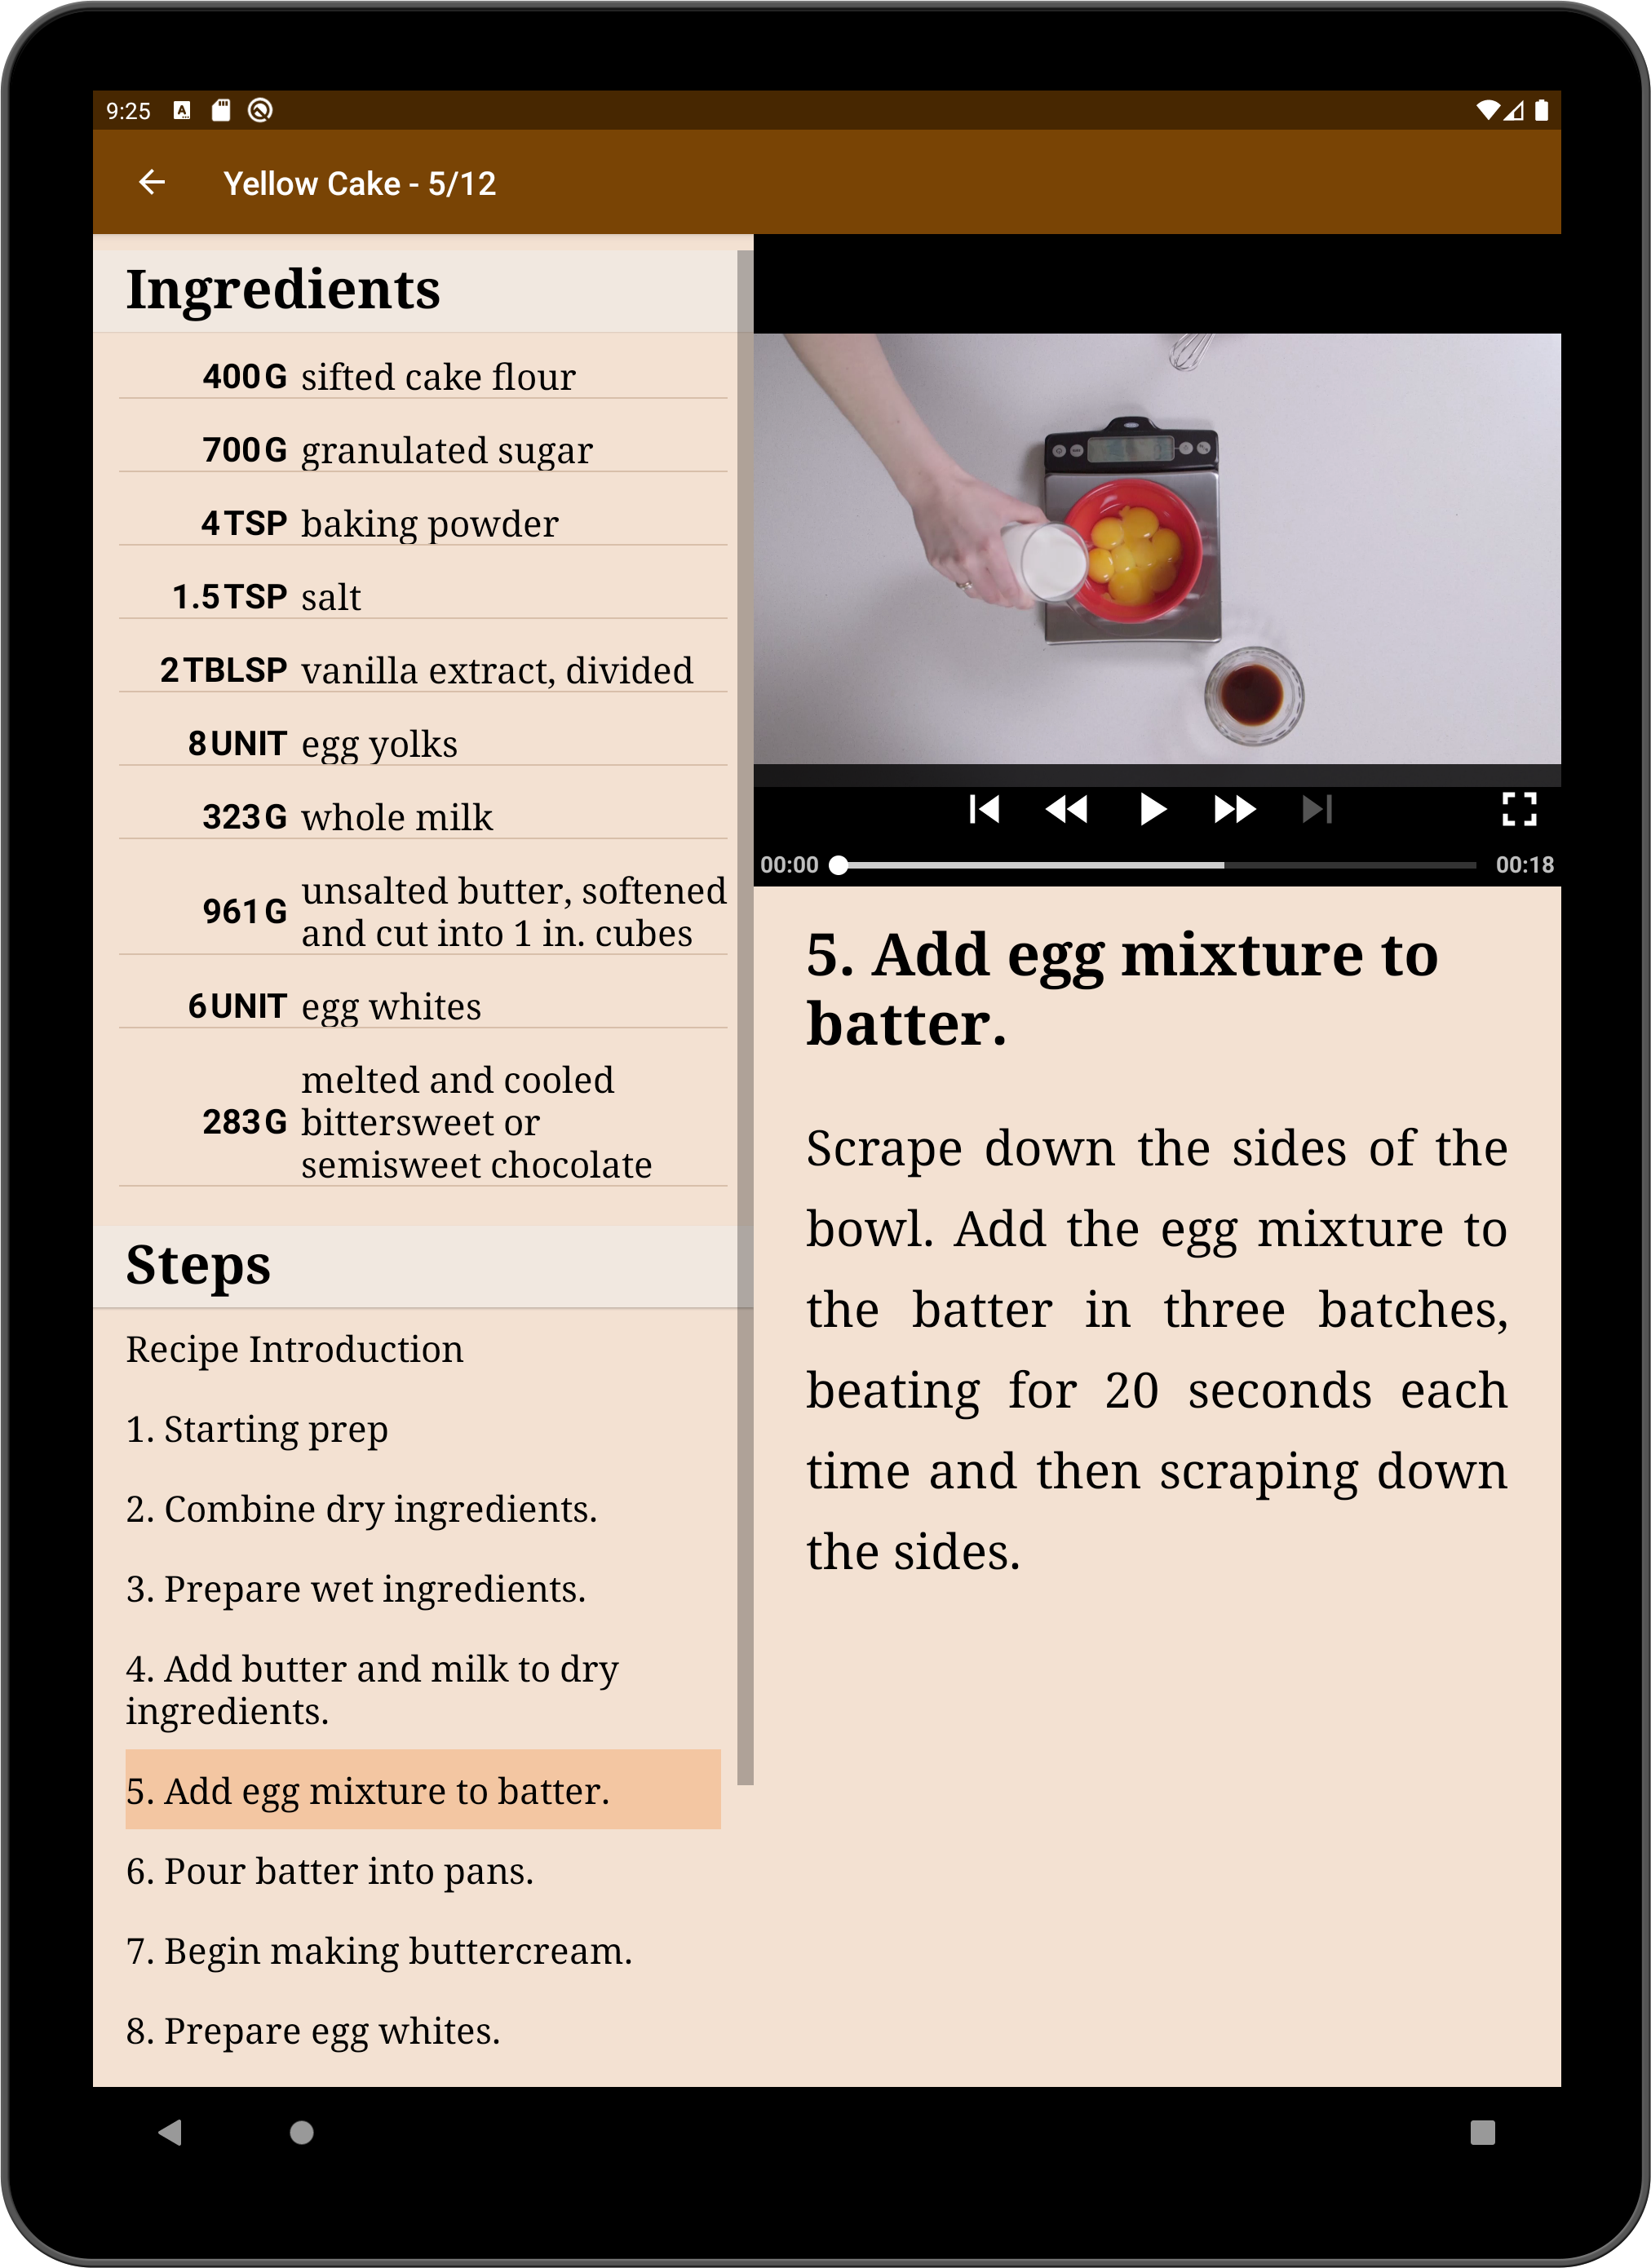 9:25
Yellow Cake - 5/12
Ingredients
400 G sifted cake flour
700 G granulated sugar
4 TSP baking powder
1.5 TSP salt
2 TBLSP vanilla extract, divided
8 UNIT egg yolks
323 G whole milk
961 G unsalted butter, softened
and cut into 1 in. cubes
6 UNIT egg whites
283 G melted and cooled
bittersweet or
semisweet chocolate
Steps
Recipe Introduction
1. Starting prep
2. Combine dry ingredients.
3. Prepare wet ingredients.
4. Add butter and milk to dry
ingredients.
5. Add egg mixture to batter.
6. Pour batter into pans.
7. Begin making buttercream.
8. Prepare egg whites.
00:00
00:18
5. Add egg mixture to
batter.
Scrape down the sides of the
bowl. Add the egg mixture to
the batter in three batches,
beating for 20 seconds each
time and then scraping down
the sides.